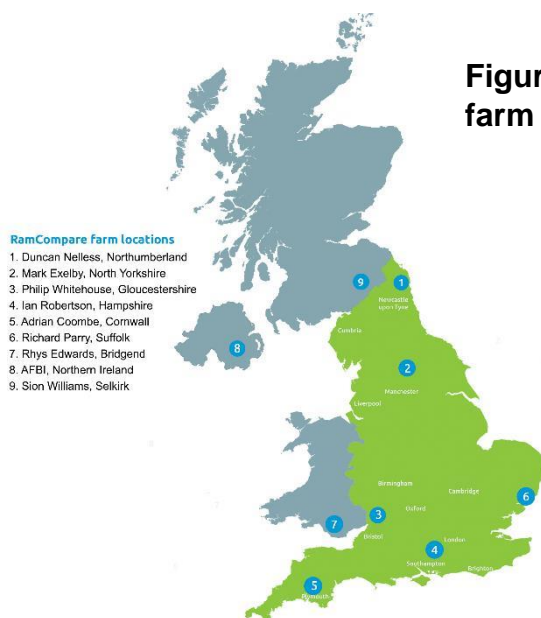 Figur
farm
RamCompare farm locations
1. Duncan Nelless, Northumberland
2. Mark Exelby, North Yorkshire
3. Philip Whitehouse, Gloucestershire
4. Ian Robertson, Hampshire
5. Adrian Coombe, Cornwall
6. Richard Parry, Suffolk
7. Rhys Edwards, Bridgend
8. AFBI, Northern Ireland
9. Sion Williams, Selkirk
9
1
Newcastle
upon Tyne
Cumbria
8
2
Manchester
Liverpool
Birmingham
Cambridge
6
3
Oxford
7
Bristol
London
4
Southampton
Brighton
5
Plymouth